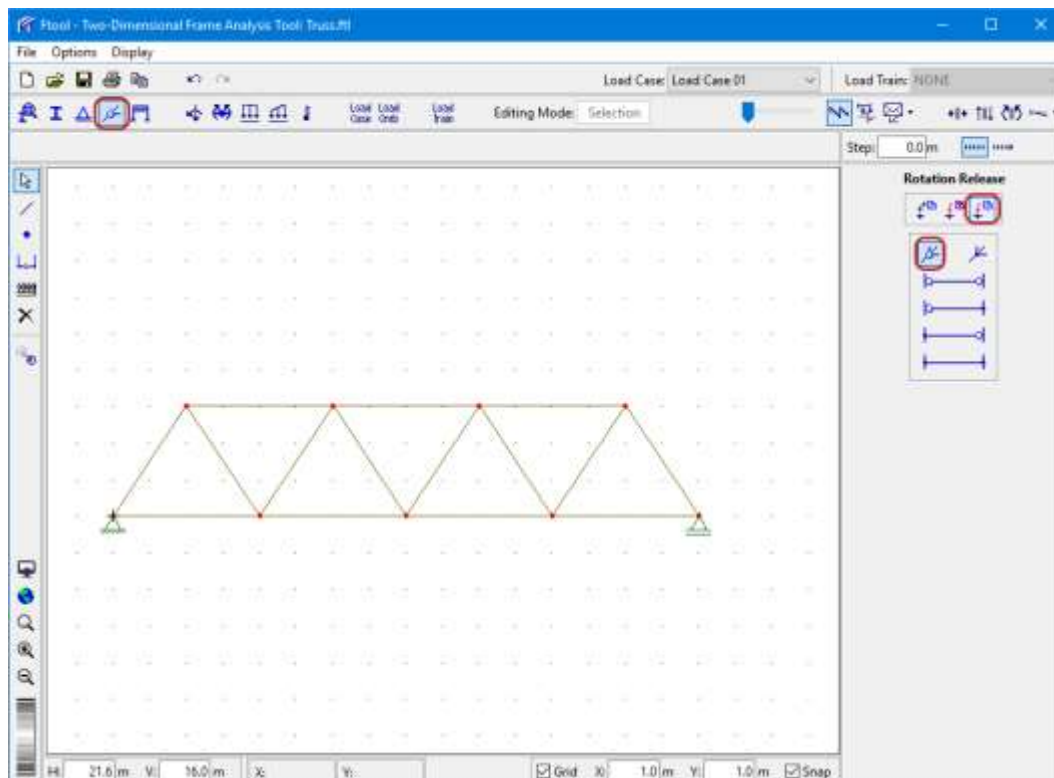 Ftool - Two-Dimensional Frame Analysis Tool: Truss.ftl
File Options Display
Load Case: Load Case 01 Load Train: NONE
Load Case Load Cmb Load Train Editing Mode: Selection
Step: 0.0 m
Rotation Release
H: 21.6 m V: 16.0 m X: Y: Grid X: 1.0 m Y: 1.0 m Snap